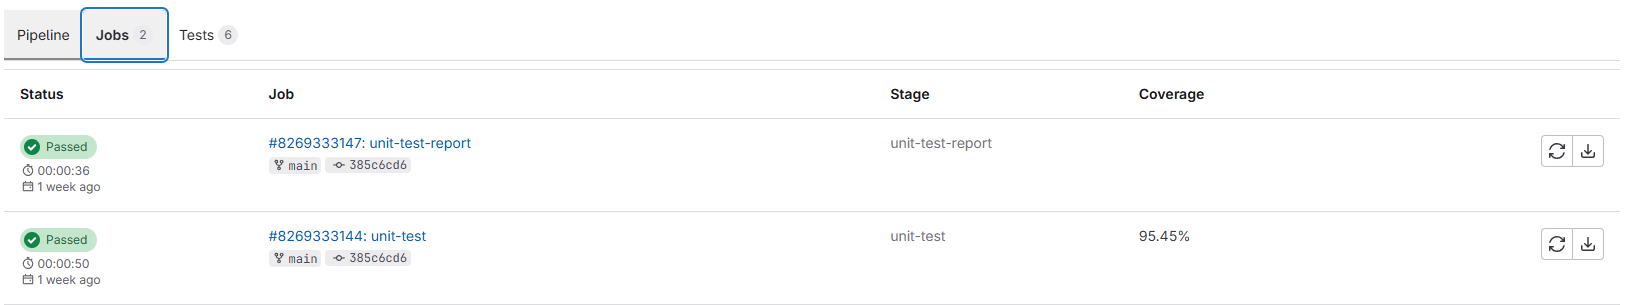 Pipeline Jobs 2 Tests 6
Status Job Stage Coverage
Passed #8269333147: unit-test-report unit-test-report
00:00:36 main 385c6cd6
1 week ago
Passed #8269333144: unit-test unit-test 95.45%
00:00:50 main 385c6cd6
1 week ago